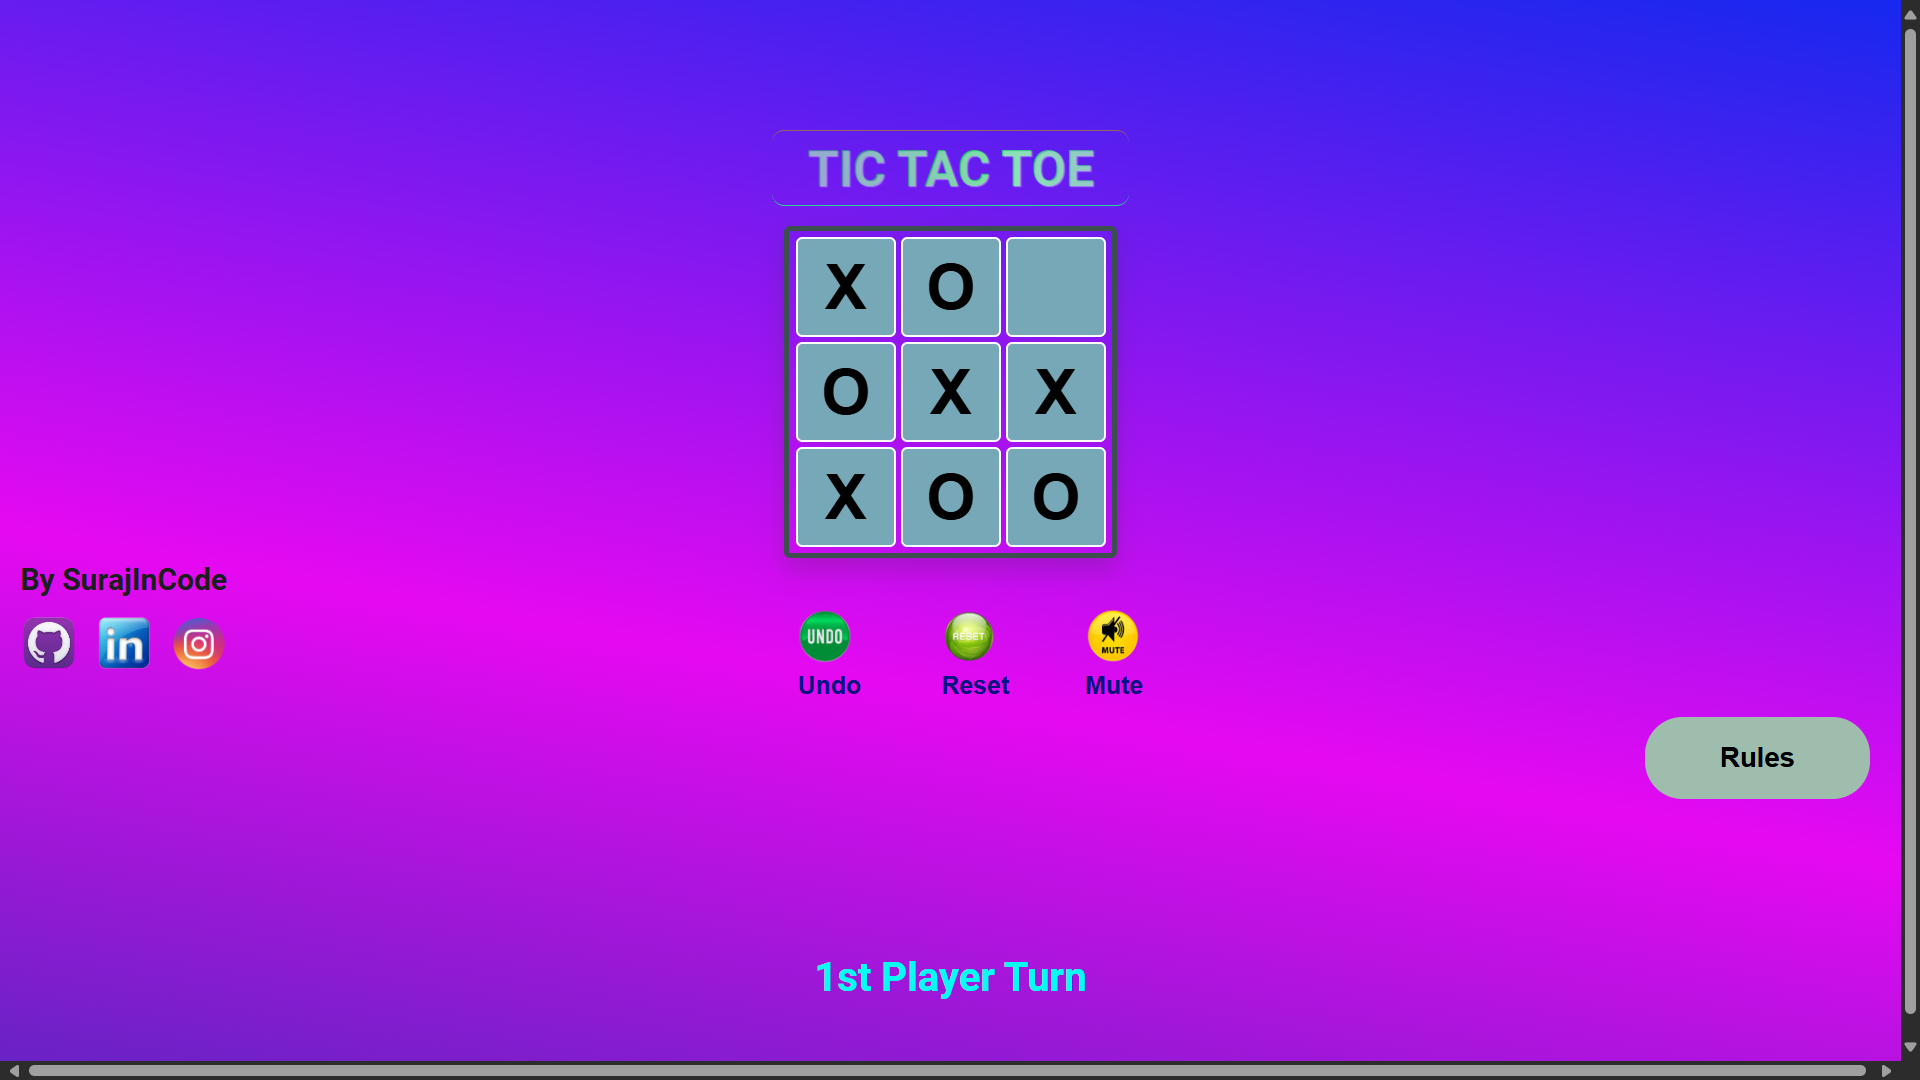 TIC TAC TOE
X O
O X X
X O O
By SurajInCode
in
UNDO RESET MUTE
Undo Reset Mute
Rules
1st Player Turn